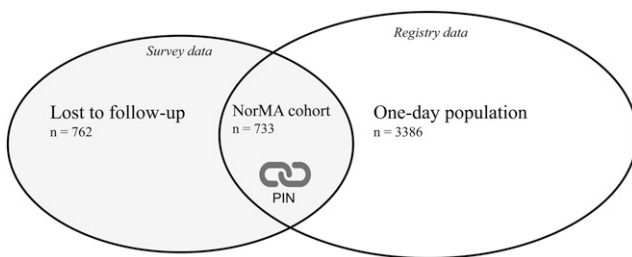 Survey data
Registry data
Lost to follow-up
n = 762
NorMA cohort
n = 733
One-day population
n = 3386
PIN